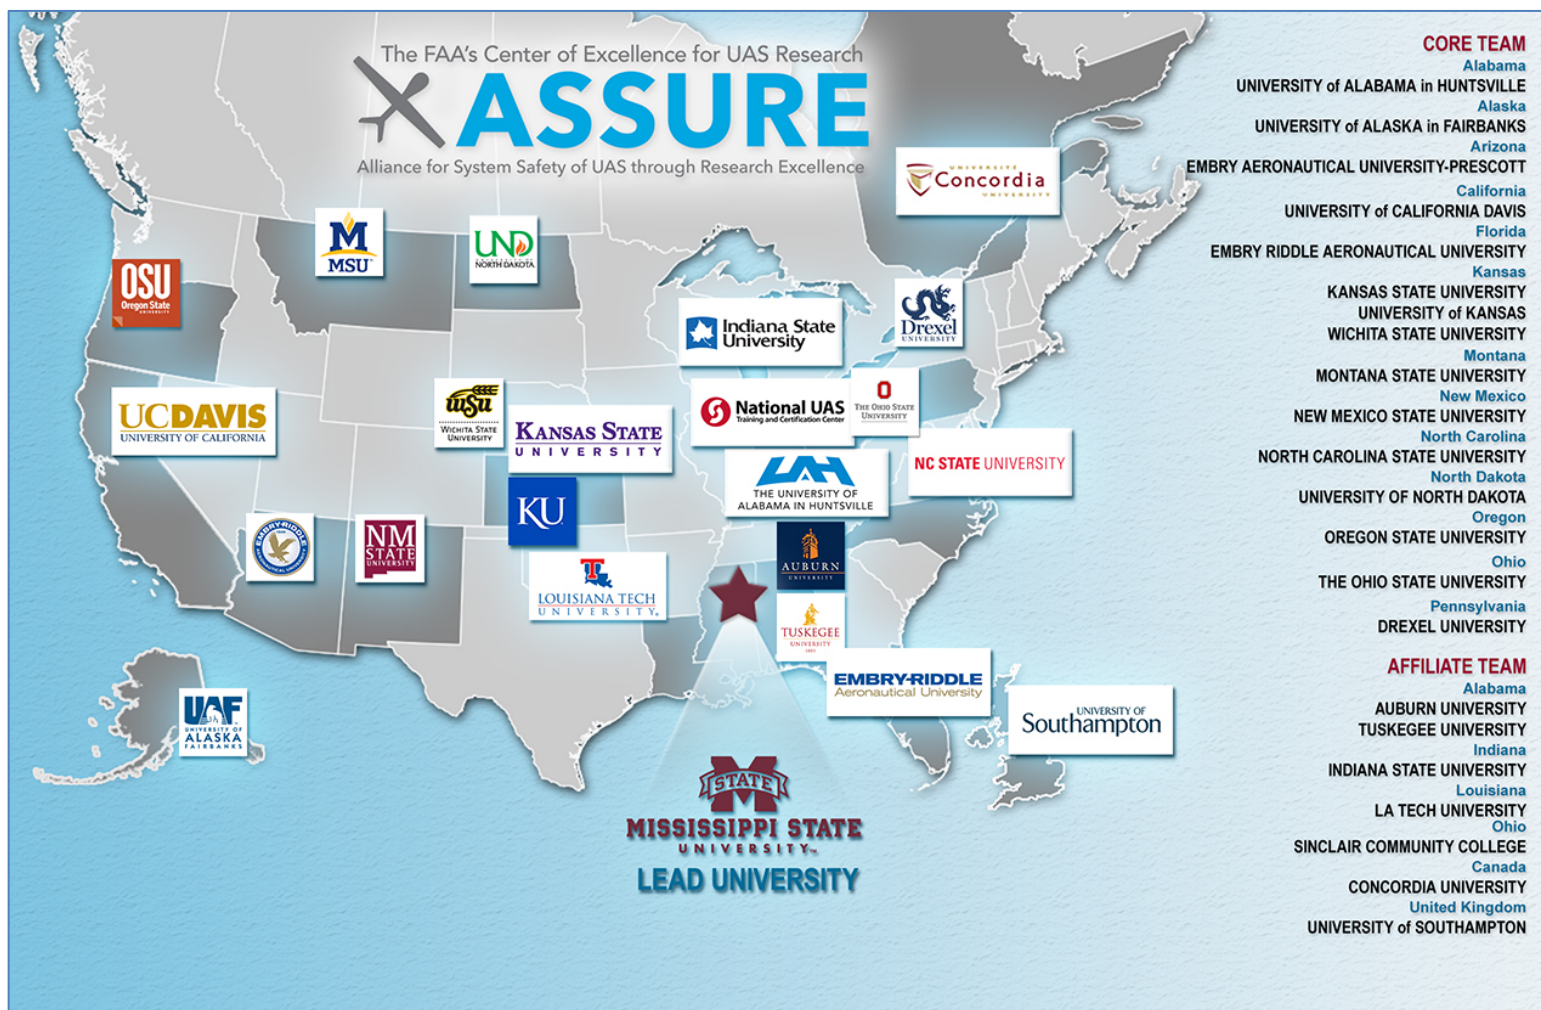 The FAA's Center of Excellence for UAS Research
ASSURE
Alliance for System Safety of UAS through Research Excellence
UNIVERSITÉ
Concordia
UNIVERSITY
M
MSU
UND
UNIVERSITY OF
NORTH DAKOTA
OSU
Oregon State
UNIVERSITY
Indiana State
University
Drexel
UNIVERSITY
UCDAVIS
UNIVERSITY OF CALIFORNIA
WSU
WICHITA STATE
UNIVERSITY
KANSAS STATE
UNIVERSITY
National UAS
Training and Certification Center
O
THE OHIO STATE
UNIVERSITY
NC STATE UNIVERSITY
UAH
THE UNIVERSITY OF
ALABAMA IN HUNTSVILLE
KU
EMBRY-RIDDLE
AERONAUTICAL UNIVERSITY
NM
STATE
UNIVERSITY
AUBURN
UNIVERSITY
T
LOUISIANA TECH
UNIVERSITY
TUSKEGEE
UNIVERSITY
EMBRY-RIDDLE
Aeronautical University
UAF
UNIVERSITY OF
ALASKA
FAIRBANKS
UNIVERSITY OF
Southampton
STATE
MISSISSIPPI STATE
UNIVERSITY™
LEAD UNIVERSITY
CORE TEAM
Alabama
UNIVERSITY of ALABAMA in HUNTSVILLE
Alaska
UNIVERSITY of ALASKA in FAIRBANKS
Arizona
EMBRY AERONAUTICAL UNIVERSITY-PRESCOTT
California
UNIVERSITY of CALIFORNIA DAVIS
Florida
EMBRY RIDDLE AERONAUTICAL UNIVERSITY
Kansas
KANSAS STATE UNIVERSITY
UNIVERSITY of KANSAS
WICHITA STATE UNIVERSITY
Montana
MONTANA STATE UNIVERSITY
New Mexico
NEW MEXICO STATE UNIVERSITY
North Carolina
NORTH CAROLINA STATE UNIVERSITY
North Dakota
UNIVERSITY OF NORTH DAKOTA
Oregon
OREGON STATE UNIVERSITY
Ohio
THE OHIO STATE UNIVERSITY
Pennsylvania
DREXEL UNIVERSITY
AFFILIATE TEAM
Alabama
AUBURN UNIVERSITY
TUSKEGEE UNIVERSITY
Indiana
INDIANA STATE UNIVERSITY
Louisiana
LA TECH UNIVERSITY
Ohio
SINCLAIR COMMUNITY COLLEGE
Canada
CONCORDIA UNIVERSITY
United Kingdom
UNIVERSITY of SOUTHAMPTON